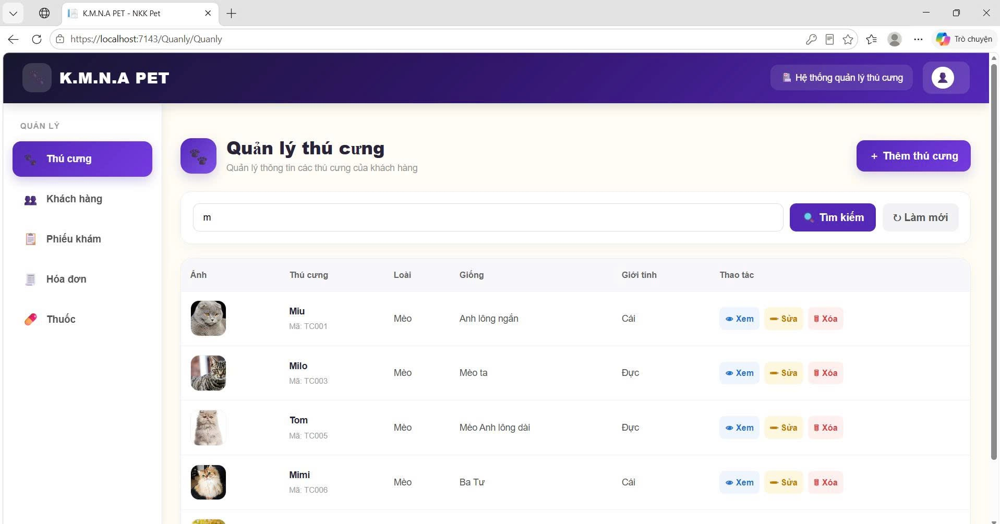 K.M.N.A PET - NKK Pet
https://localhost:7143/Quanly/Quanly
Trò chuyện
K.M.N.A PET
Hệ thống quản lý thú cưng
QUẢN LÝ
Thú cưng
Khách hàng
Phiếu khám
Hóa đơn
Thuốc
Quản lý thú cưng
Quản lý thông tin các thú cưng của khách hàng
+ Thêm thú cưng
m
Tìm kiếm
↻ Làm mới
Ảnh Thú cưng Loài Giống Giới tính Thao tác
Miu
Mã: TC001
Mèo Anh lông ngắn Cái Xem Sửa Xóa
Milo
Mã: TC003
Mèo Mèo ta Đực Xem Sửa Xóa
Tom
Mã: TC005
Mèo Mèo Anh lông dài Đực Xem Sửa Xóa
Mimi
Mã: TC006
Mèo Ba Tư Cái Xem Sửa Xóa